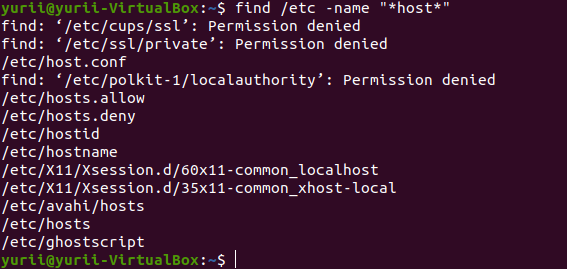 yurii@yurii-VirtualBox:~$ find /etc -name "*host*"
find: ‘/etc/cups/ssl’: Permission denied
find: ‘/etc/ssl/private’: Permission denied
/etc/host.conf
find: ‘/etc/polkit-1/localauthority’: Permission denied
/etc/hosts.allow
/etc/hosts.deny
/etc/hostid
/etc/hostname
/etc/X11/Xsession.d/60x11-common_localhost
/etc/X11/Xsession.d/35x11-common_xhost-local
/etc/avahi/hosts
/etc/hosts
/etc/ghostscript
yurii@yurii-VirtualBox:~$